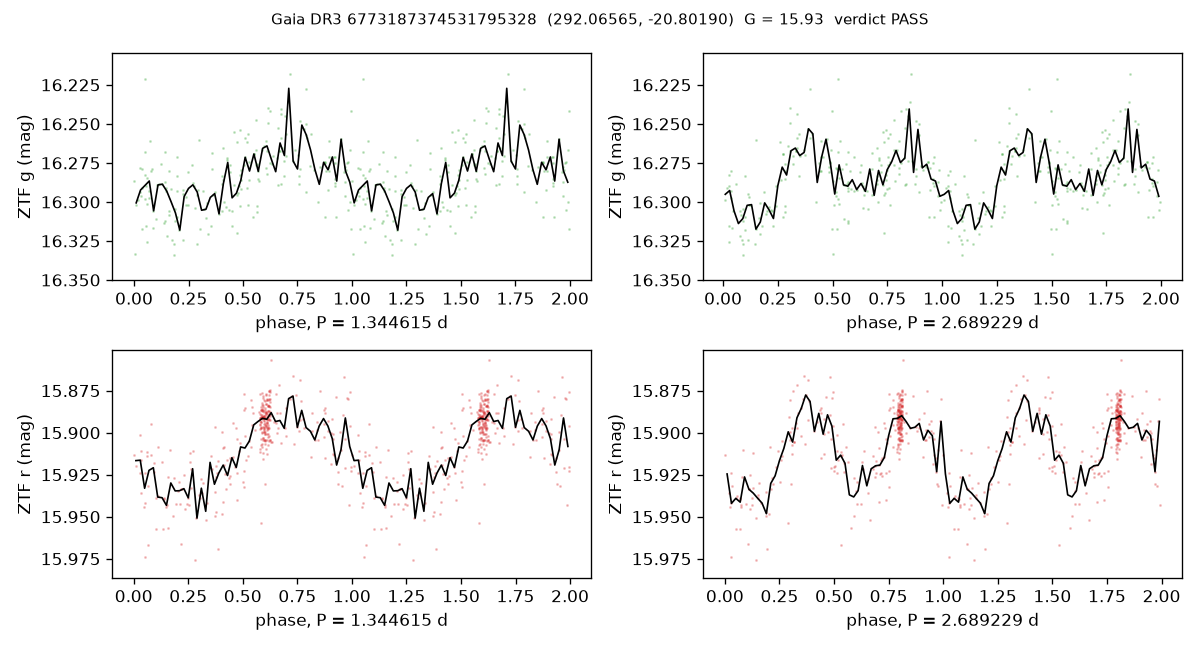 Gaia DR3 6773187374531795328  (292.06565, -20.80190)  G = 15.93  verdict PASS
ZTF g (mag)
16.225
16.250
16.275
16.300
16.325
16.350
0.00 0.25 0.50 0.75 1.00 1.25 1.50 1.75 2.00
phase, P = 1.344615 d
ZTF g (mag)
16.225
16.250
16.275
16.300
16.325
16.350
0.00 0.25 0.50 0.75 1.00 1.25 1.50 1.75 2.00
phase, P = 2.689229 d
ZTF r (mag)
15.875
15.900
15.925
15.950
15.975
0.00 0.25 0.50 0.75 1.00 1.25 1.50 1.75 2.00
phase, P = 1.344615 d
ZTF r (mag)
15.875
15.900
15.925
15.950
15.975
0.00 0.25 0.50 0.75 1.00 1.25 1.50 1.75 2.00
phase, P = 2.689229 d